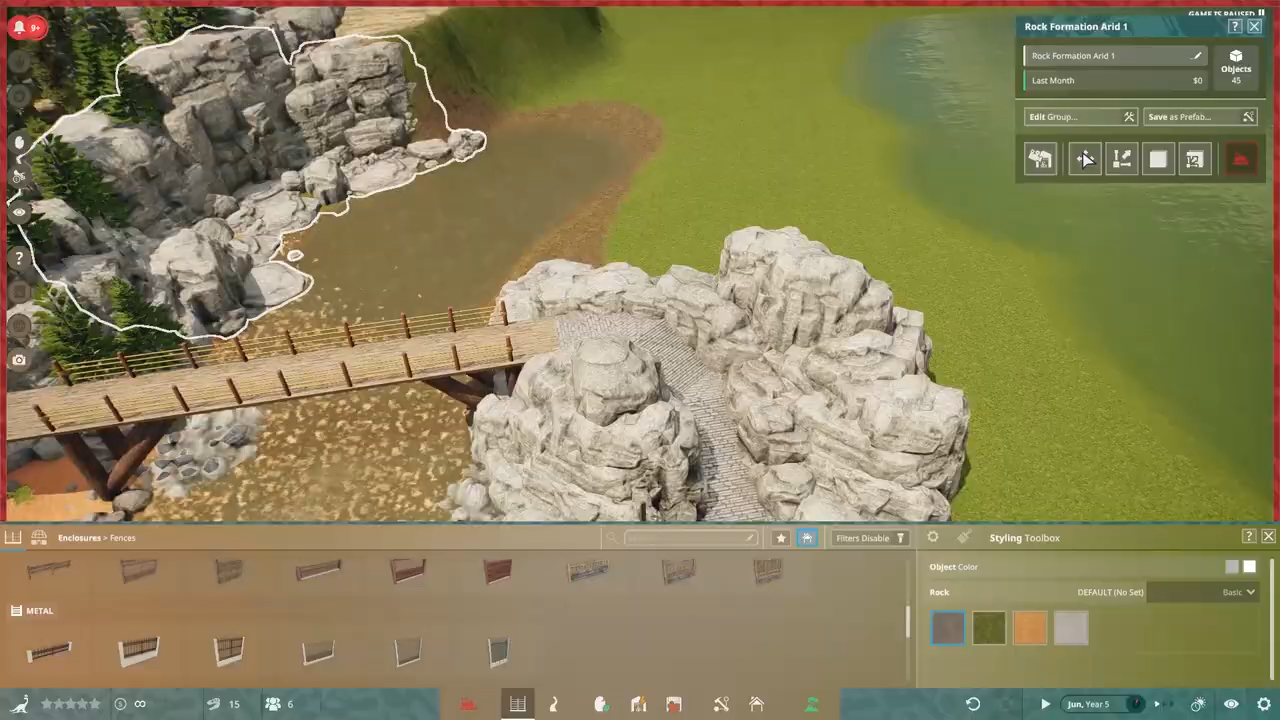 GAME IS PAUSED
9+
Rock Formation Arid 1
?
Rock Formation Arid 1
Objects
45
Last Month $0
Edit Group...
Save as Prefab...
?
Enclosures > Fences
Filters Disable
Styling Toolbox
?
Object Color
Rock DEFAULT (No Set) Basic
METAL
$ ∞
15
6
Jun, Year 5